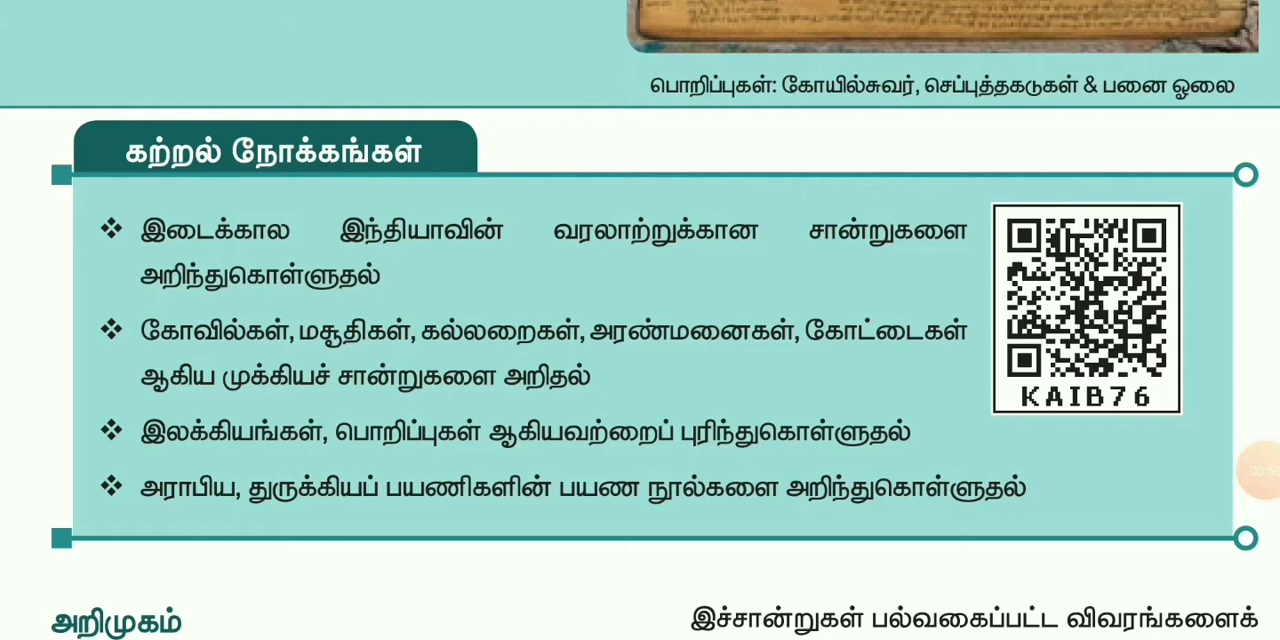 பொறிப்புகள்: கோயில்சுவர், செப்புத்தகடுகள் & பனை ஓலை
கற்றல் நோக்கங்கள்
❖ இடைக்கால இந்தியாவின் வரலாற்றுக்கான சான்றுகளை
அறிந்துகொள்ளுதல்
❖ கோவில்கள், மசூதிகள், கல்லறைகள், அரண்மனைகள், கோட்டைகள்
ஆகிய முக்கியச் சான்றுகளை அறிதல்
KAIB76
❖ இலக்கியங்கள், பொறிப்புகள் ஆகியவற்றைப் புரிந்துகொள்ளுதல்
❖ அராபிய, துருக்கியப் பயணிகளின் பயண நூல்களை அறிந்துகொள்ளுதல்
அறிமுகம்
இச்சான்றுகள் பல்வகைப்பட்ட விவரங்களைக்